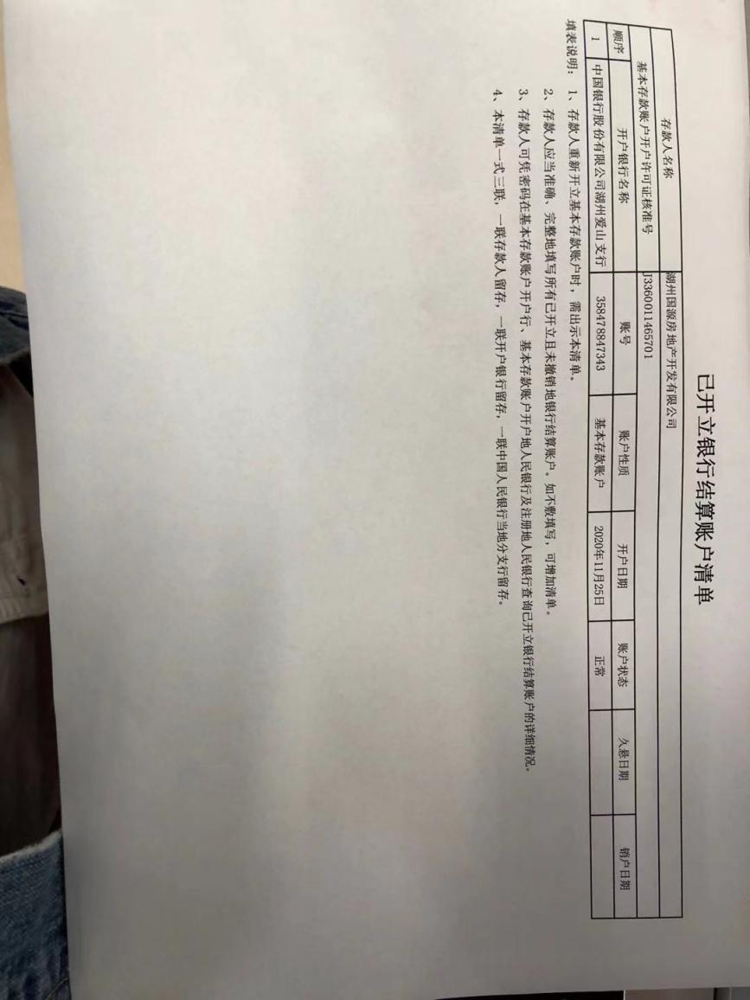 已开立银行结算账户清单
存款人名称 湖州国源房地产开发有限公司
基本存款账户开户许可证核准号 J3360011465701
顺序 开户银行名称 账号 账户性质 开户日期 账户状态 久悬日期 销户日期
1 中国银行股份有限公司湖州爱山支行 358478847343 基本存款账户 2020年11月25日 正常
填表说明：1、存款人重新开立基本存款账户时，需出示本清单。
2、存款人应当准确、完整地填写所有已开立且未撤销地银行结算账户。如不敷填写，可增加清单。
3、存款人可凭密码在基本存款账户开户行、基本存款账户开户地人民银行及注册地人民银行查询已开立银行结算账户的详细情况。
4、本清单一式三联，一联存款人留存，一联开户银行留存，一联中国人民银行当地分支行留存。